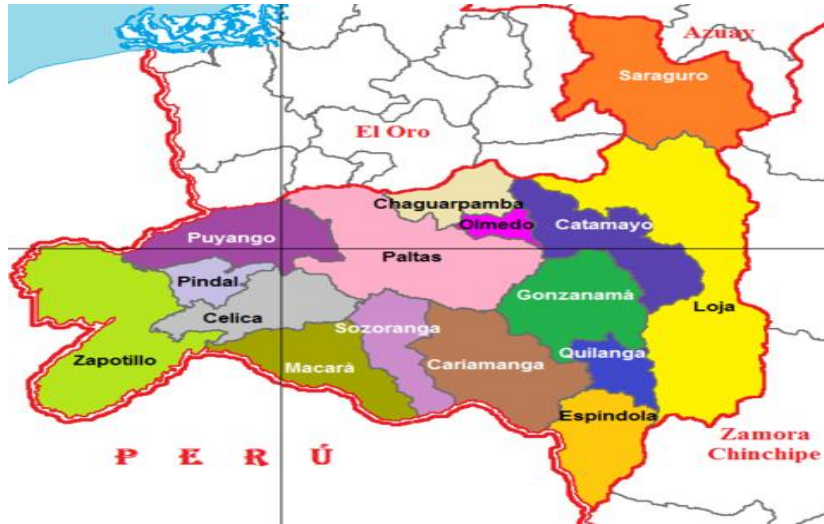 Azuay
Saraguro
El Oro
Chaguarpamba
Olmedo
Catamayo
Puyango
Paltas
Pindal
Gonzanamá
Loja
Celica
Sozoranga
Zapotillo
Macará
Cariamanga
Quilanga
Espíndola
Zamora
Chinchipe
P E R Ú